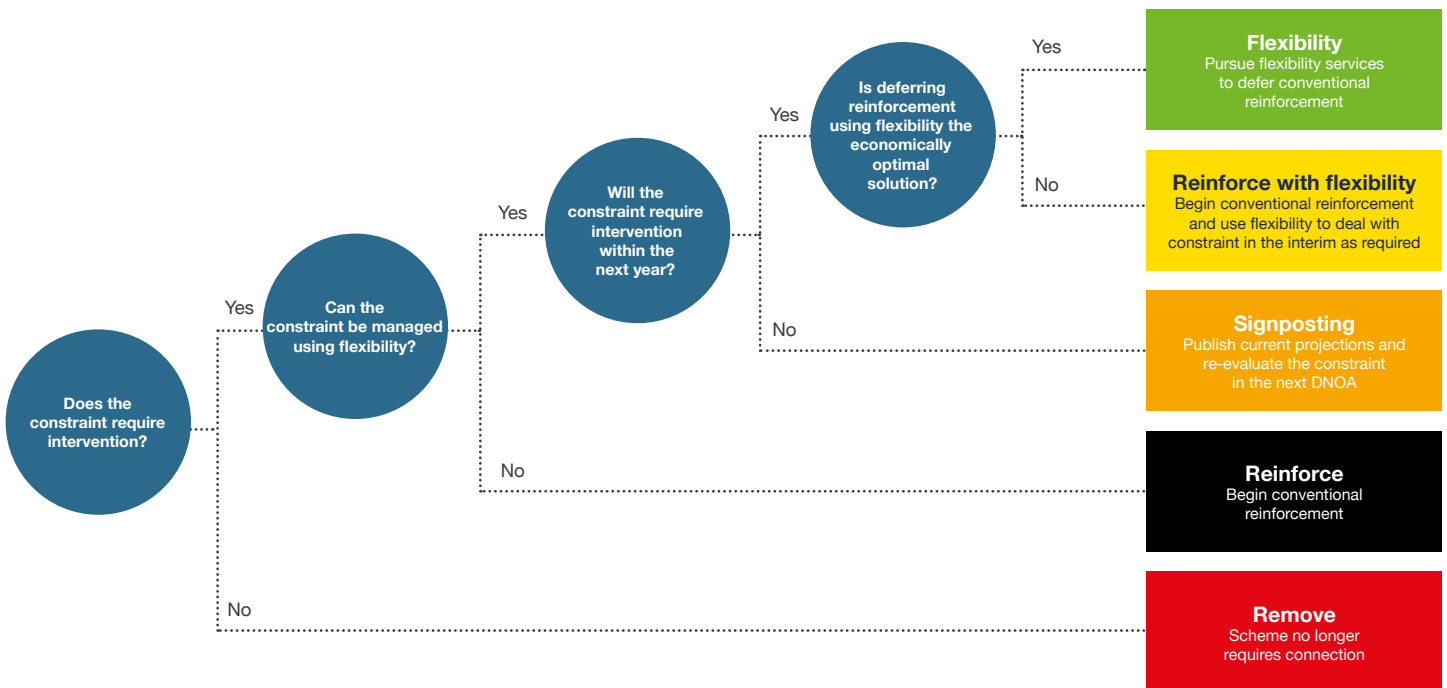 Does the
constraint require
intervention?
Yes
No
Can the
constraint be managed
using flexibility?
Yes
No
Will the
constraint require
intervention
within the
next year?
Yes
No
Is deferring
reinforcement
using flexibility the
economically
optimal
solution?
Yes
No
Flexibility
Pursue flexibility services
to defer conventional
reinforcement
Reinforce with flexibility
Begin conventional reinforcement
and use flexibility to deal with
constraint in the interim as required
Signposting
Publish current projections and
re-evaluate the constraint
in the next DNOA
Reinforce
Begin conventional
reinforcement
Remove
Scheme no longer
requires connection